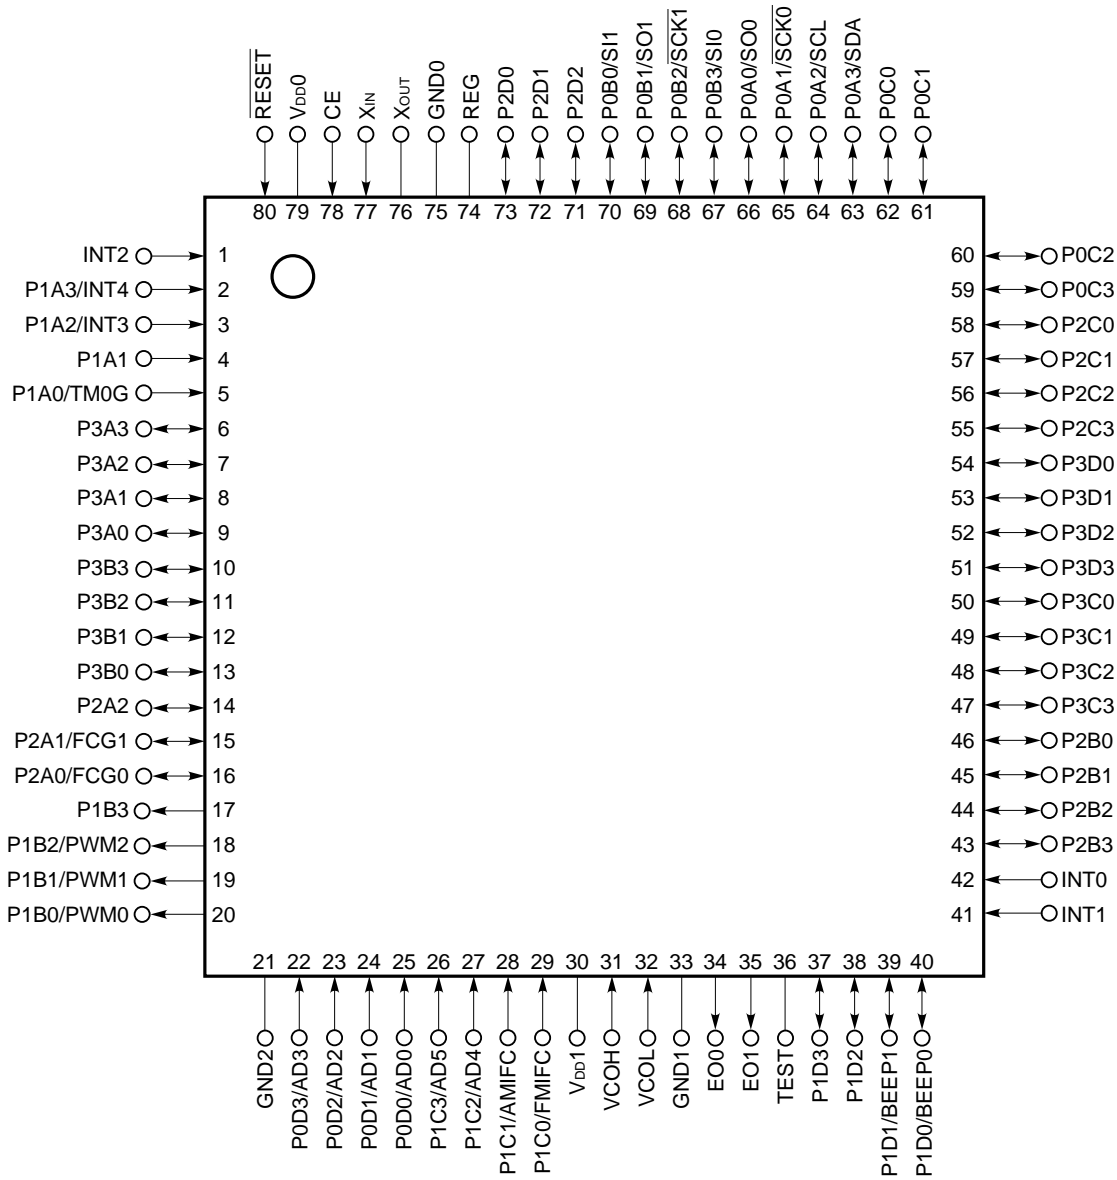 RESET
VDD0
CE
XIN
XOUT
GND0
REG
P2D0
P2D1
P2D2
P0B0/SI1
P0B1/SO1
P0B2/SCK1
P0B3/SI0
P0A0/SO0
P0A1/SCK0
P0A2/SCL
P0A3/SDA
P0C0
P0C1
80 79 78 77 76 75 74 73 72 71 70 69 68 67 66 65 64 63 62 61
INT2 1 60 P0C2
P1A3/INT4 2 59 P0C3
P1A2/INT3 3 58 P2C0
P1A1 4 57 P2C1
P1A0/TM0G 5 56 P2C2
P3A3 6 55 P2C3
P3A2 7 54 P3D0
P3A1 8 53 P3D1
P3A0 9 52 P3D2
P3B3 10 51 P3D3
P3B2 11 50 P3C0
P3B1 12 49 P3C1
P3B0 13 48 P3C2
P2A2 14 47 P3C3
P2A1/FCG1 15 46 P2B0
P2A0/FCG0 16 45 P2B1
P1B3 17 44 P2B2
P1B2/PWM2 18 43 P2B3
P1B1/PWM1 19 42 INT0
P1B0/PWM0 20 41 INT1
21 22 23 24 25 26 27 28 29 30 31 32 33 34 35 36 37 38 39 40
GND2
P0D3/AD3
P0D2/AD2
P0D1/AD1
P0D0/AD0
P1C3/AD5
P1C2/AD4
P1C1/AMIFC
P1C0/FMIFC
VDD1
VCOH
VCOL
GND1
EO0
EO1
TEST
P1D3
P1D2
P1D1/BEEP1
P1D0/BEEP0